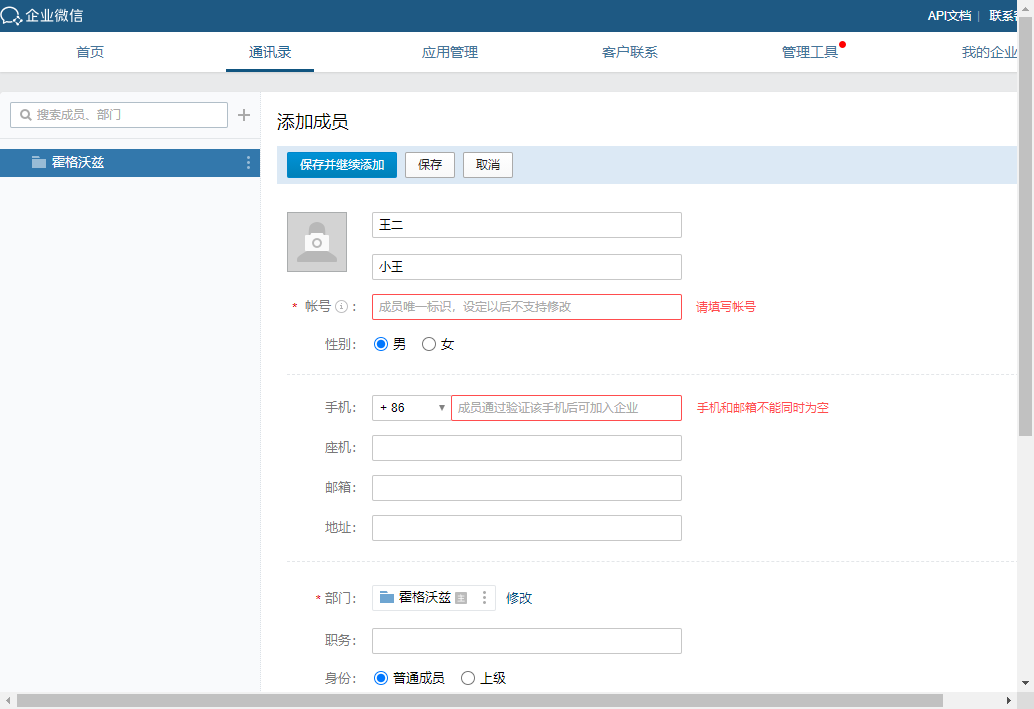 企业微信
API文档 | 联系客
首页 通讯录 应用管理 客户联系 管理工具 我的企业
搜索成员、部门
霍格沃兹
添加成员
保存并继续添加 保存 取消
王二
小王
* 帐号 : 成员唯一标识，设定以后不支持修改 请填写帐号
性别: 男 女
手机: + 86 成员通过验证该手机后可加入企业 手机和邮箱不能同时为空
座机:
邮箱:
地址:
* 部门: 霍格沃兹 主 修改
职务:
身份: 普通成员 上级